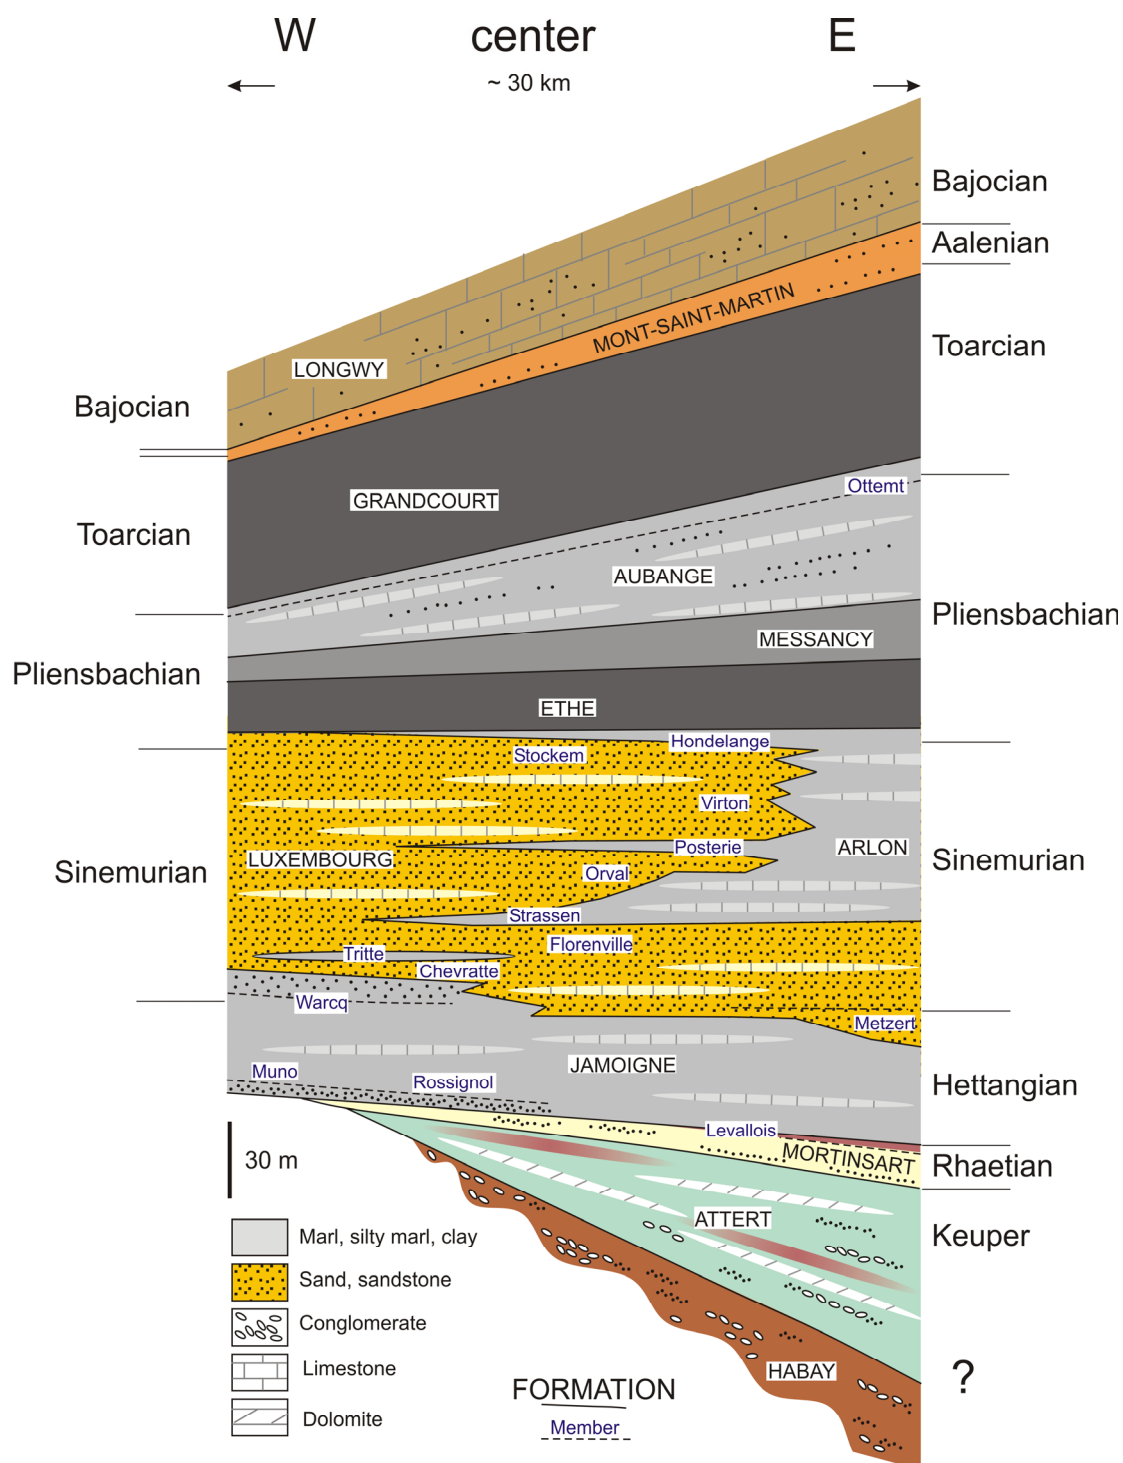 W center E
~ 30 km
Bajocian
Aalenian
MONT-SAINT-MARTIN
Toarcian
LONGWY
Bajocian
Ottemt
GRANDCOURT
Toarcian
AUBANGE
Pliensbachian
MESSANCY
Pliensbachian
ETHE
Hondelange
Stockem
Virton
Posterie
ARLON
LUXEMBOURG
Sinemurian
Sinemurian
Orval
Strassen
Florenville
Tritte
Chevratte
Warcq
Metzert
JAMOIGNE
Muno
Rossignol
Hettangian
Levallois
MORTINSART
30 m
Rhaetian
ATTERT
Keuper
Marl, silty marl, clay
Sand, sandstone
Conglomerate
Limestone
HABAY
?
FORMATION
Dolomite
Member